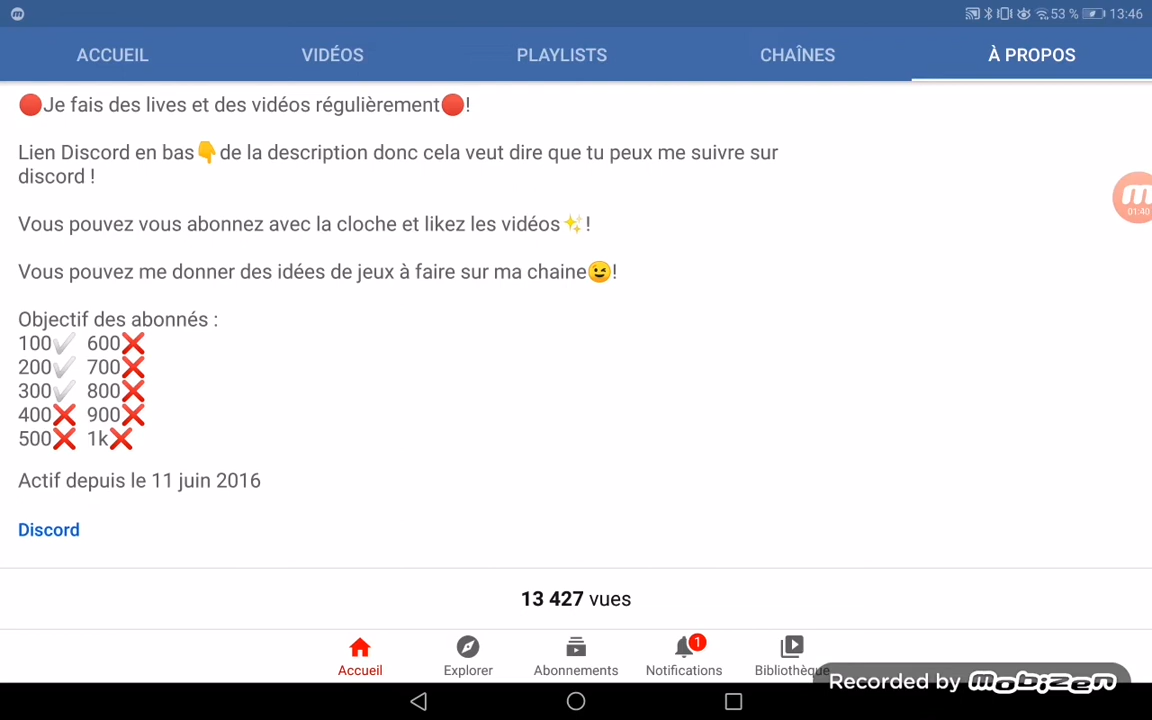 53 % 13:46
ACCUEIL VIDÉOS PLAYLISTS CHAÎNES À PROPOS
🔴Je fais des lives et des vidéos régulièrement🔴!
Lien Discord en bas👇de la description donc cela veut dire que tu peux me suivre sur
discord !
Vous pouvez vous abonnez avec la cloche et likez les vidéos✨!
Vous pouvez me donner des idées de jeux à faire sur ma chaine😉!
Objectif des abonnés :
100✔ 600❌
200✔ 700❌
300✔ 800❌
400❌ 900❌
500❌ 1k❌
Actif depuis le 11 juin 2016
Discord
13 427 vues
1
Accueil Explorer Abonnements Notifications Bibliothèque
01:40
Recorded by mobizen